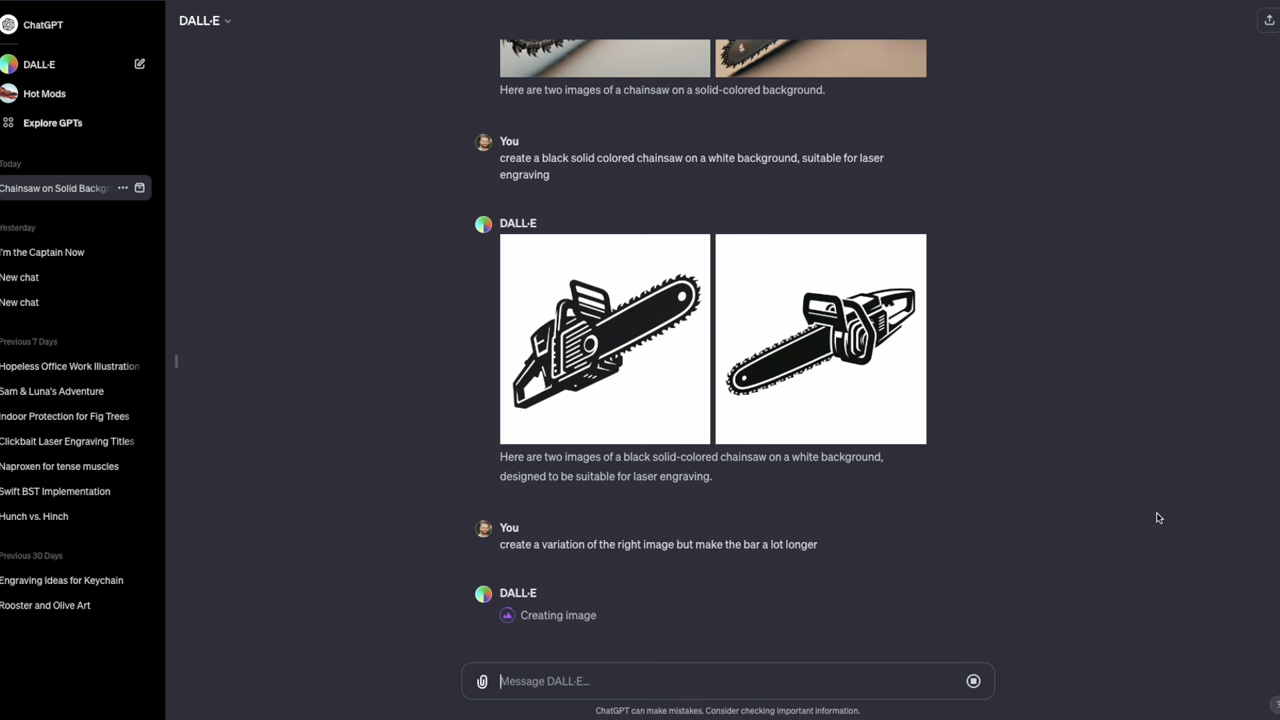 ChatGPT
DALL·E
Hot Mods
Explore GPTs
Today
Chainsaw on Solid Backgr
Yesterday
I'm the Captain Now
New chat
New chat
Previous 7 Days
Hopeless Office Work Illustration
Sam & Luna's Adventure
Indoor Protection for Fig Trees
Clickbait Laser Engraving Titles
Naproxen for tense muscles
Swift BST Implementation
Hunch vs. Hinch
Previous 30 Days
Engraving Ideas for Keychain
Rooster and Olive Art
DALL·E
Here are two images of a chainsaw on a solid-colored background.
You
create a black solid colored chainsaw on a white background, suitable for laser
engraving
DALL·E
Here are two images of a black solid-colored chainsaw on a white background,
designed to be suitable for laser engraving.
You
create a variation of the right image but make the bar a lot longer
DALL·E
Creating image
Message DALL·E...
ChatGPT can make mistakes. Consider checking important information.